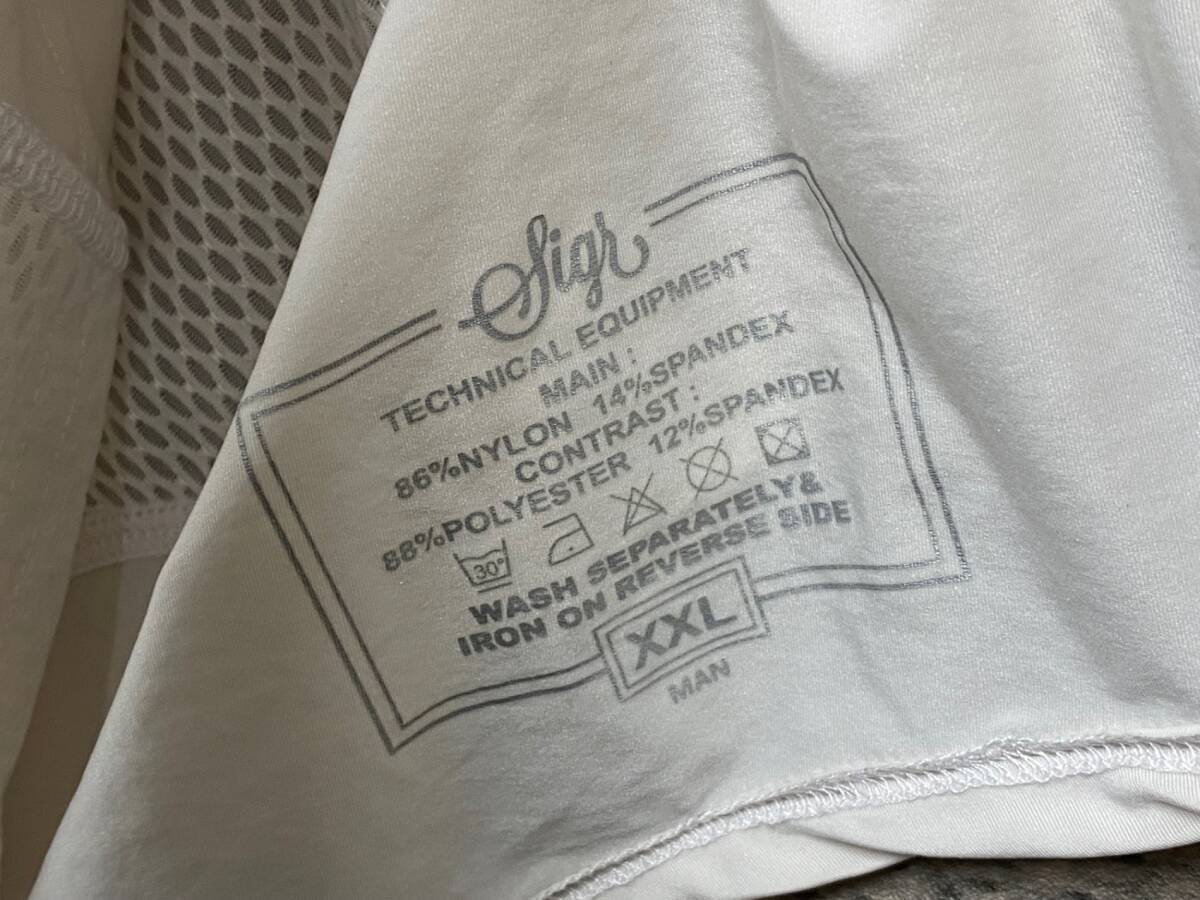 Sigr
TECHNICAL EQUIPMENT
MAIN :
86%NYLON 14%SPANDEX
CONTRAST :
88%POLYESTER 12%SPANDEX
30°
WASH SEPARATELY&
IRON ON REVERSE SIDE
XXL
MAN